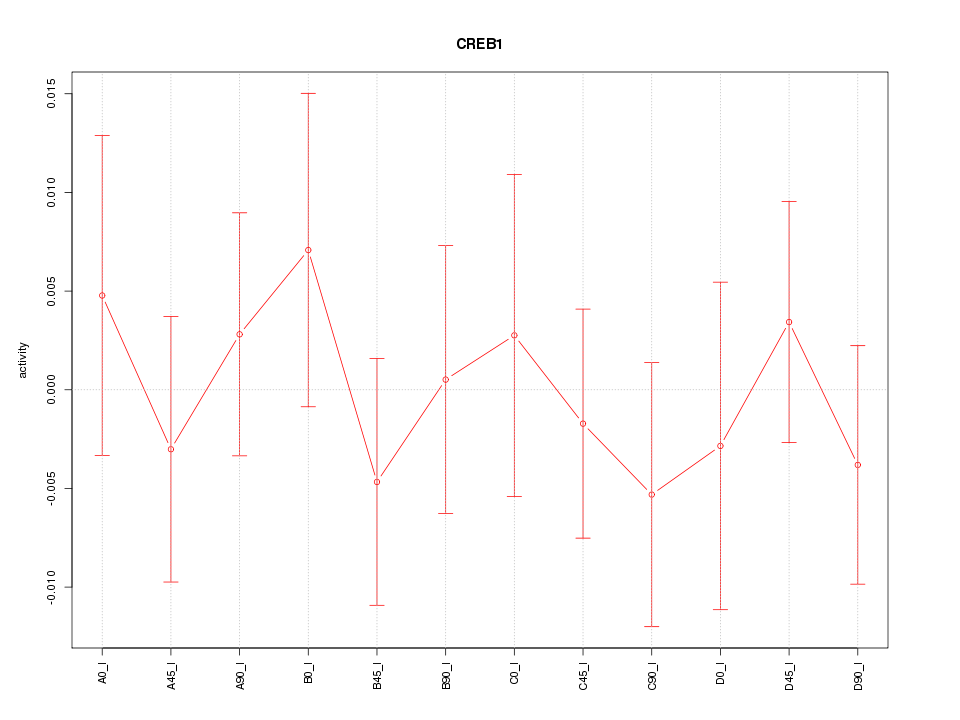 CREB1
activity
0.015
0.010
0.005
0.000
-0.005
-0.010
A0_I
A45_I
A90_I
B0_I
B45_I
B90_I
C0_I
C45_I
C90_I
D0_I
D45_I
D90_I